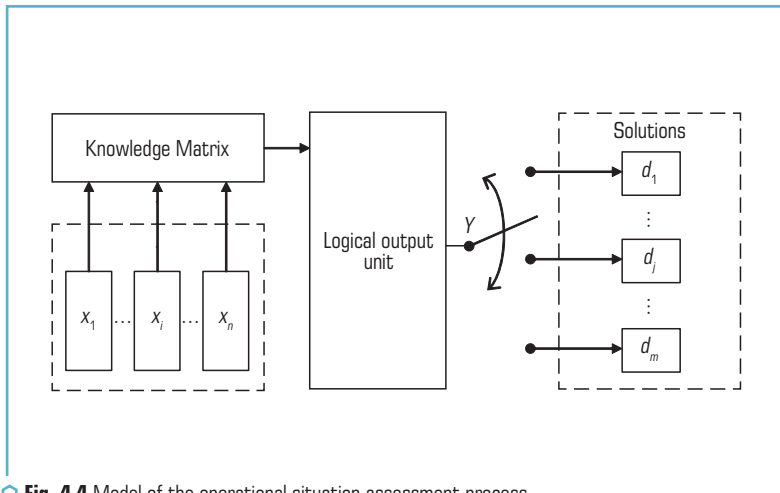 Knowledge Matrix
x₁ ... xᵢ ... xₙ
Logical output
unit
Y
Solutions
d₁
⋮
dⱼ
⋮
dₘ
Fig. 4.4 Model of the operational situation assessment process